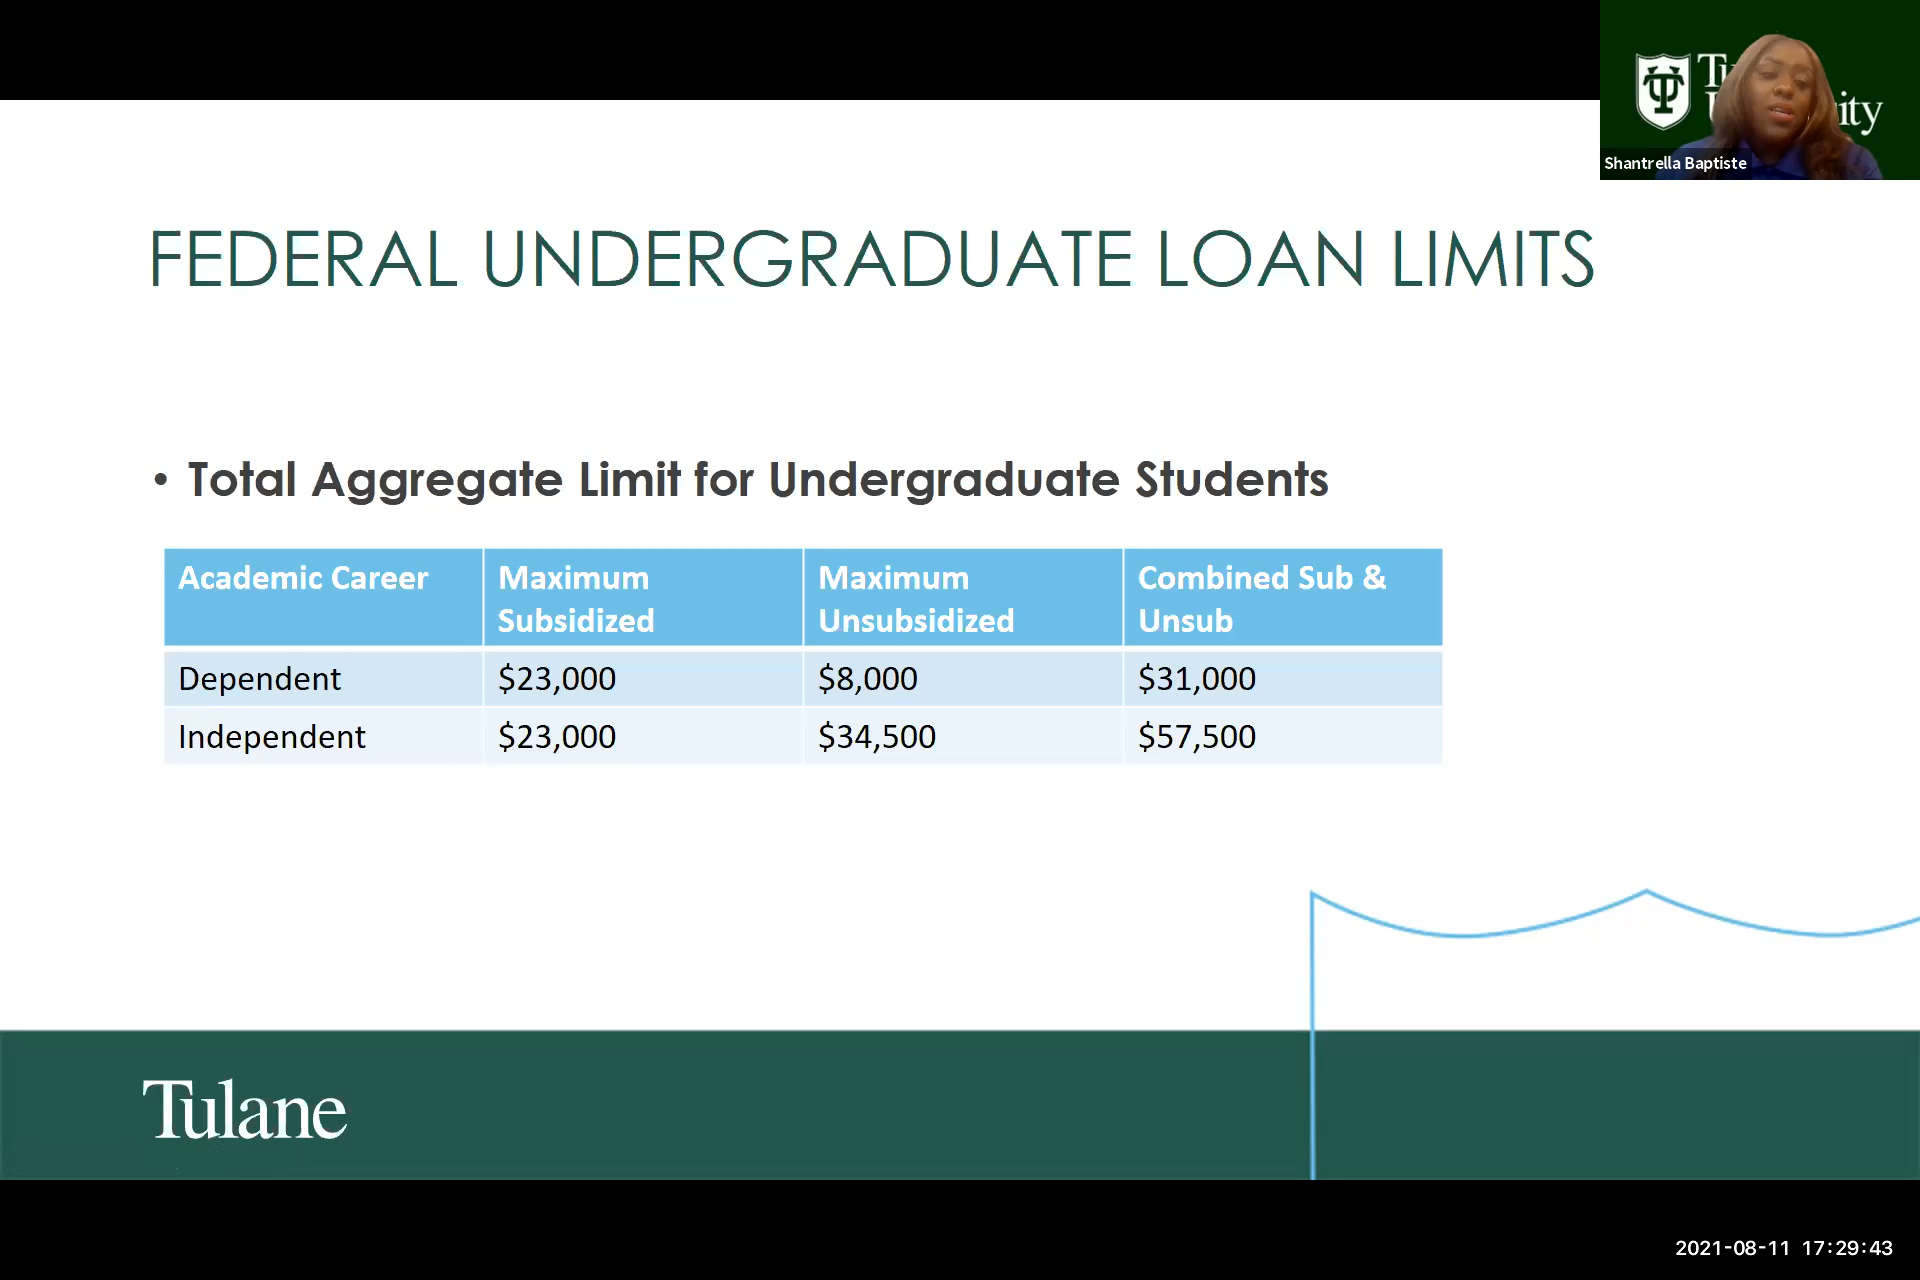 Shantrella Baptiste
FEDERAL UNDERGRADUATE LOAN LIMITS
• Total Aggregate Limit for Undergraduate Students
Academic Career Maximum Subsidized Maximum Unsubsidized Combined Sub & Unsub
Dependent $23,000 $8,000 $31,000
Independent $23,000 $34,500 $57,500
Tulane
2021-08-11 17:29:43